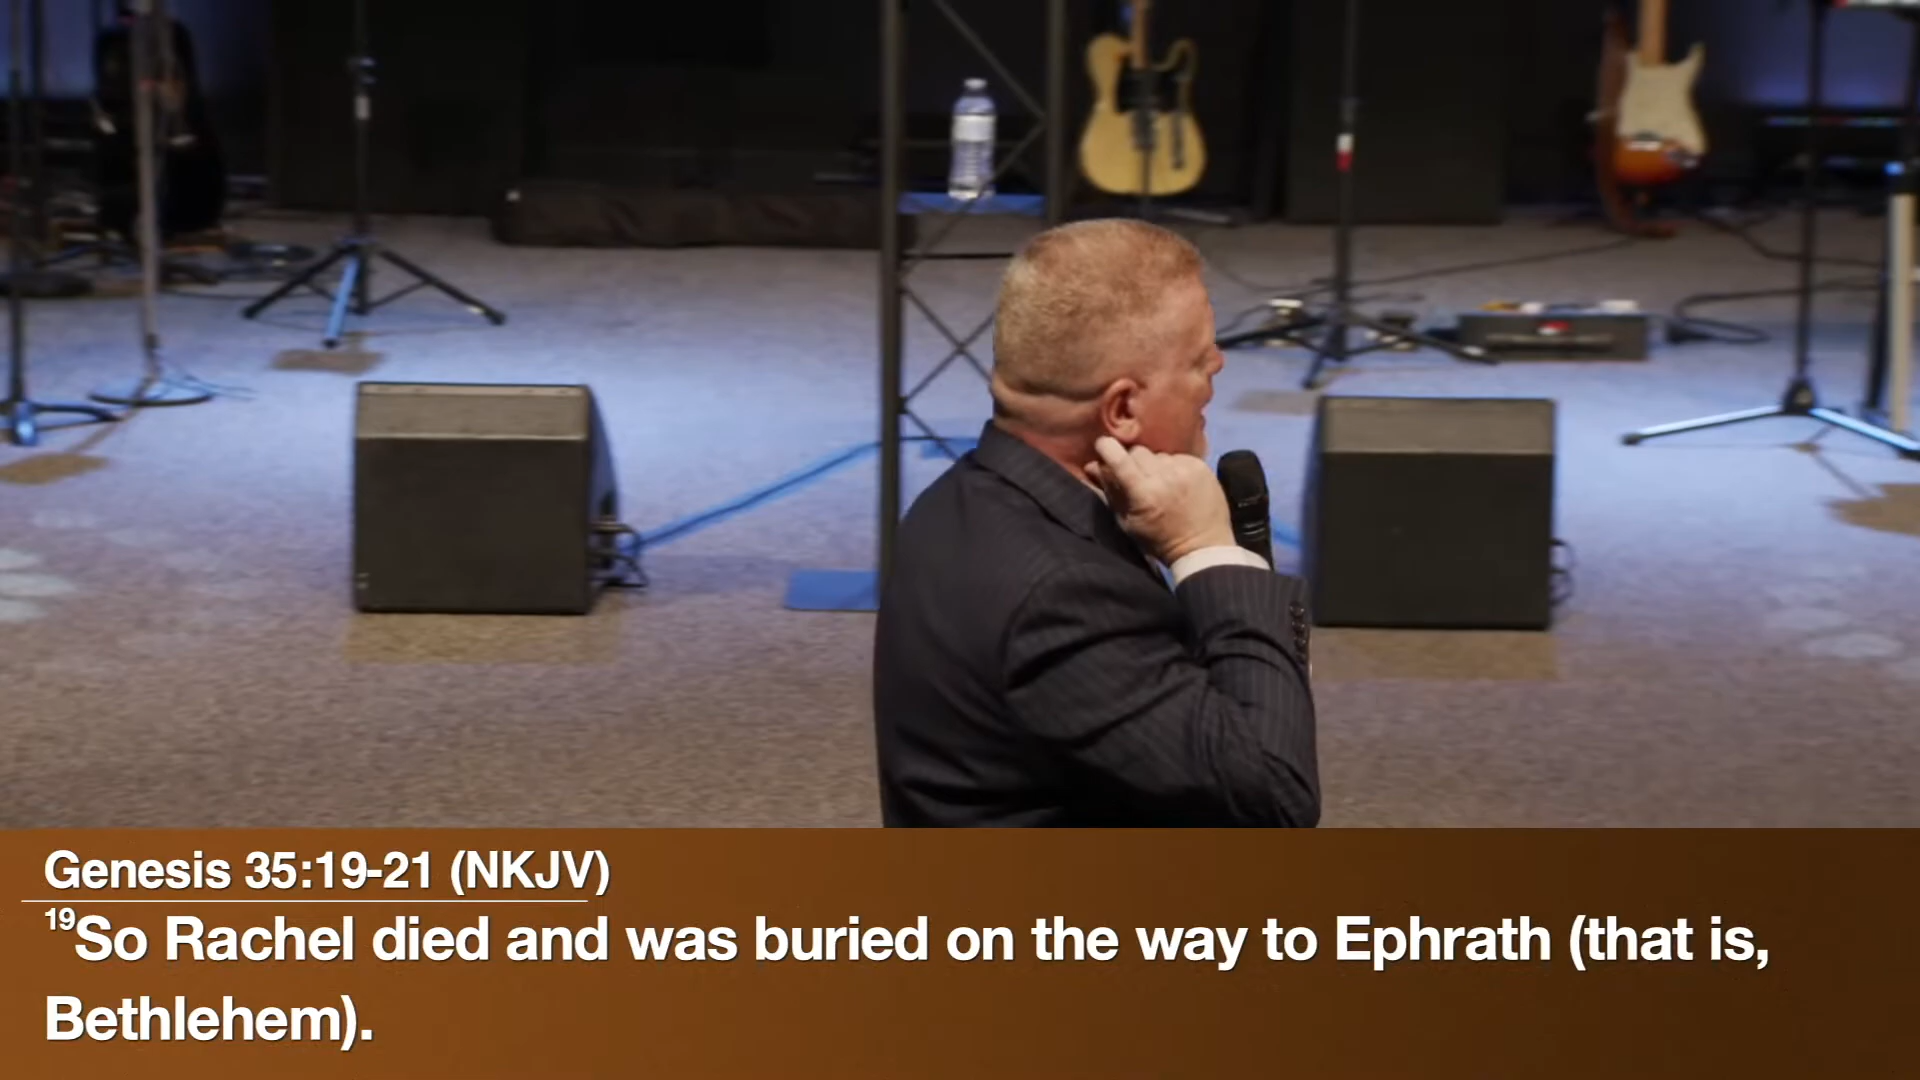 Genesis 35:19-21 (NKJV)
19So Rachel died and was buried on the way to Ephrath (that is,
Bethlehem).